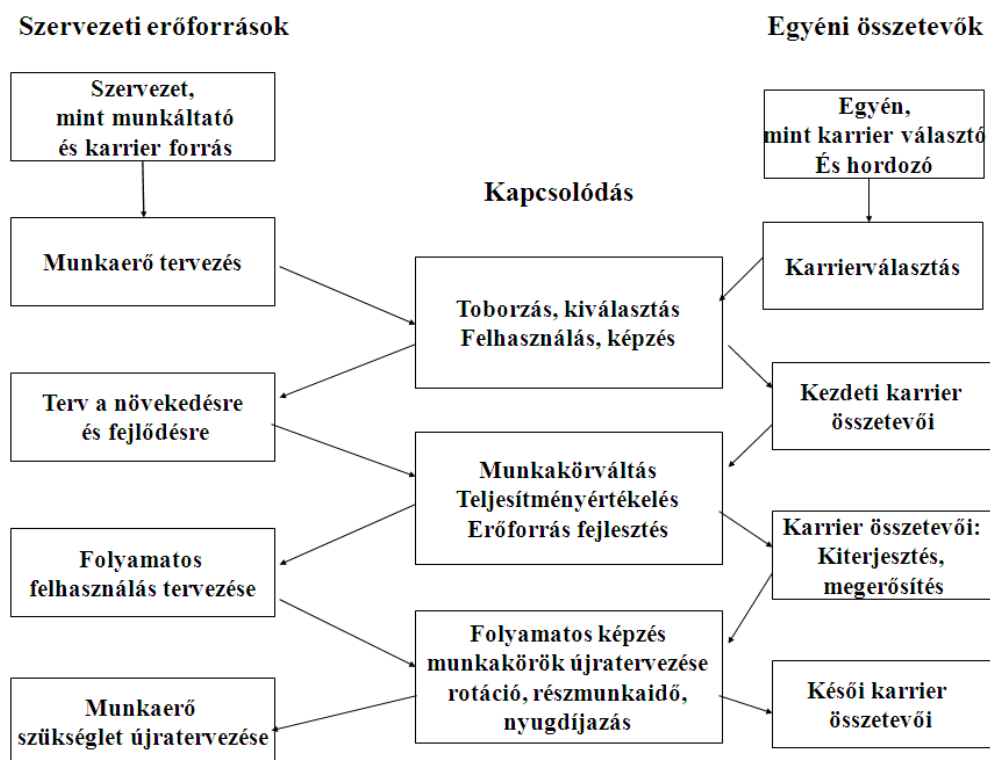 Szervezeti erőforrások
Egyéni összetevők
Szervezet,
mint munkáltató
és karrier forrás
Egyén,
mint karrier választó
És hordozó
Kapcsolódás
Munkaerő tervezés
Karrierválasztás
Toborzás, kiválasztás
Felhasználás, képzés
Terv a növekedésre
és fejlődésre
Kezdeti karrier
összetevői
Munkakörváltás
Teljesítményértékelés
Erőforrás fejlesztés
Folyamatos
felhasználás tervezése
Karrier összetevői:
Kiterjesztés,
megerősítés
Folyamatos képzés
munkakörök újratervezése
rotáció, részmunkaidő,
nyugdíjazás
Munkaerő
szükséglet újratervezése
Késői karrier
összetevői